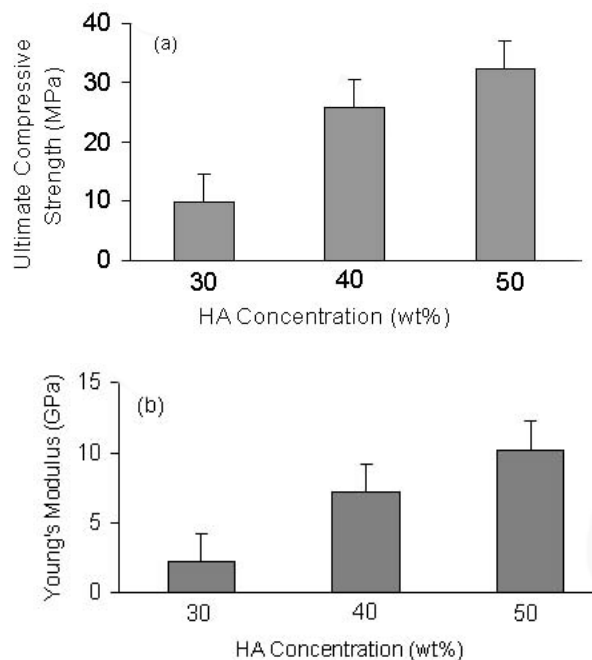 (a)
Ultimate Compressive
Strength (MPa)
40
30
20
10
0
30 40 50
HA Concentration (wt%)
(b)
Young's Modulus (GPa)
15
10
5
0
30 40 50
HA Concentration (wt%)